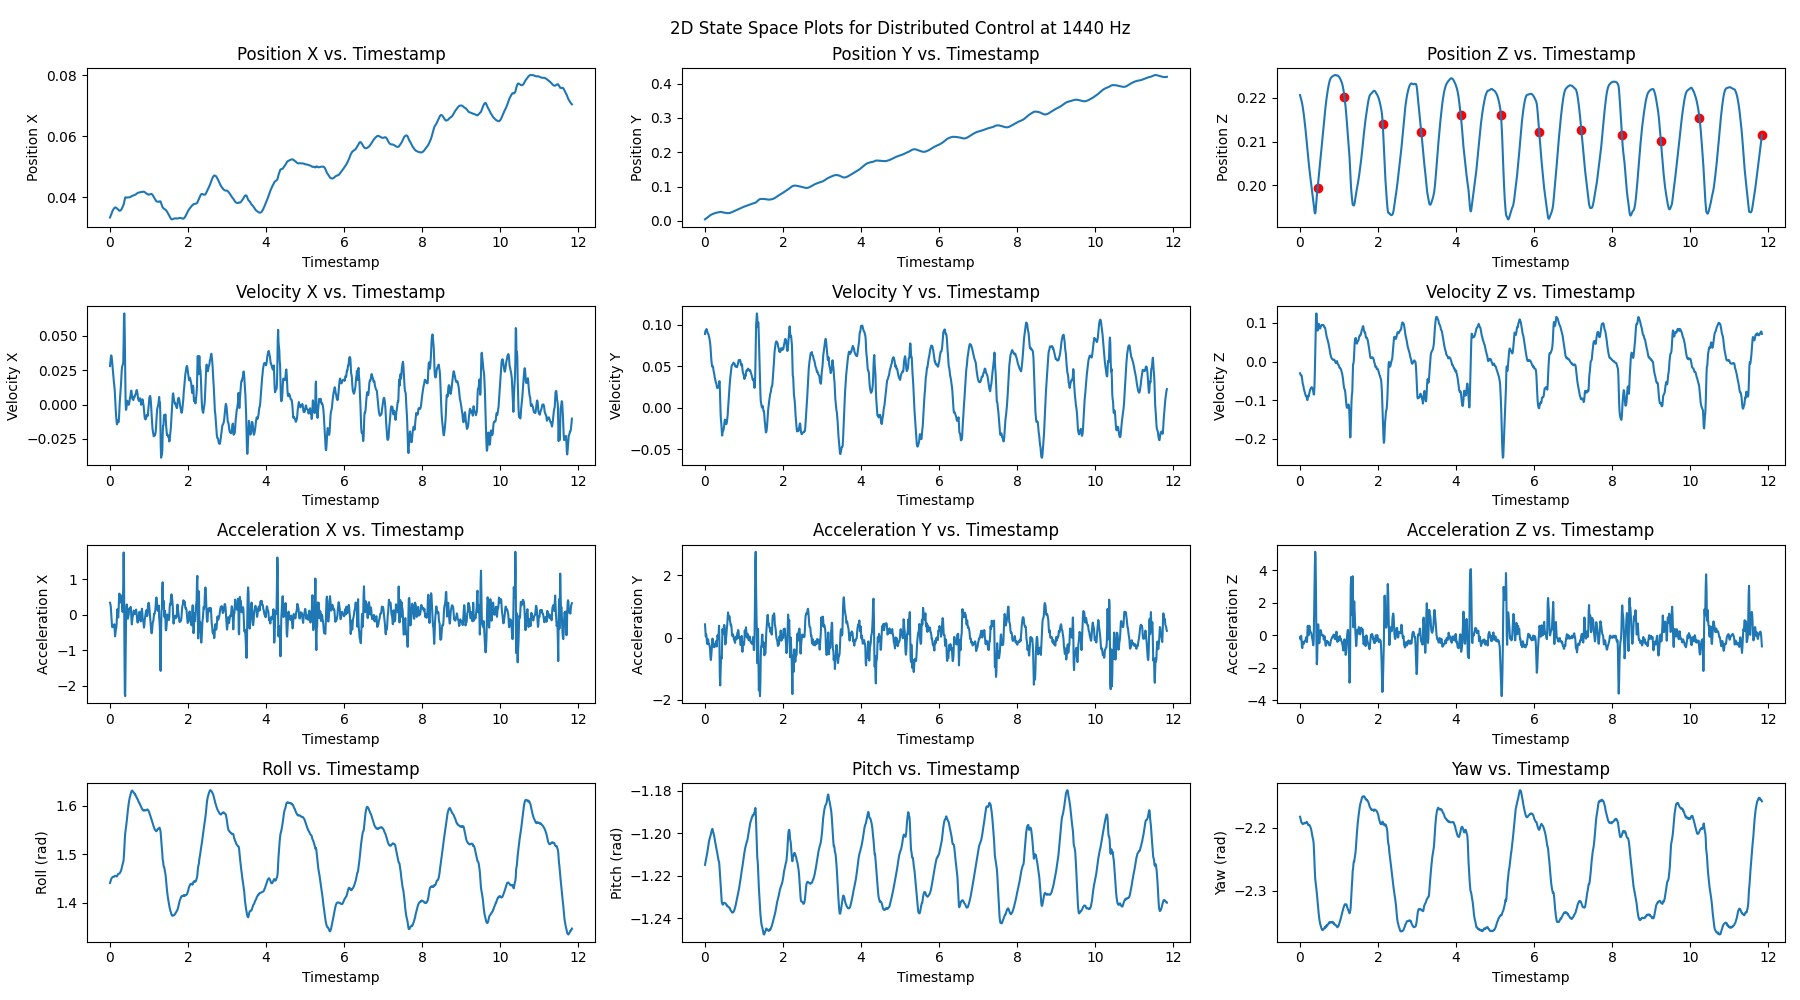 2D State Space Plots for Distributed Control at 1440 Hz
Position X vs. Timestamp
Position X
0.08
0.06
0.04
0 2 4 6 8 10 12
Timestamp
Position Y vs. Timestamp
Position Y
0.4
0.3
0.2
0.1
0.0
0 2 4 6 8 10 12
Timestamp
Position Z vs. Timestamp
Position Z
0.22
0.21
0.20
0 2 4 6 8 10 12
Timestamp
Velocity X vs. Timestamp
Velocity X
0.050
0.025
0.000
−0.025
0 2 4 6 8 10 12
Timestamp
Velocity Y vs. Timestamp
Velocity Y
0.10
0.05
0.00
−0.05
0 2 4 6 8 10 12
Timestamp
Velocity Z vs. Timestamp
Velocity Z
0.1
0.0
−0.1
−0.2
0 2 4 6 8 10 12
Timestamp
Acceleration X vs. Timestamp
Acceleration X
1
0
−1
−2
0 2 4 6 8 10 12
Timestamp
Acceleration Y vs. Timestamp
Acceleration Y
2
0
−2
0 2 4 6 8 10 12
Timestamp
Acceleration Z vs. Timestamp
Acceleration Z
4
2
0
−2
−4
0 2 4 6 8 10 12
Timestamp
Roll vs. Timestamp
Roll (rad)
1.6
1.5
1.4
0 2 4 6 8 10 12
Timestamp
Pitch vs. Timestamp
Pitch (rad)
−1.18
−1.20
−1.22
−1.24
0 2 4 6 8 10 12
Timestamp
Yaw vs. Timestamp
Yaw (rad)
−2.2
−2.3
0 2 4 6 8 10 12
Timestamp